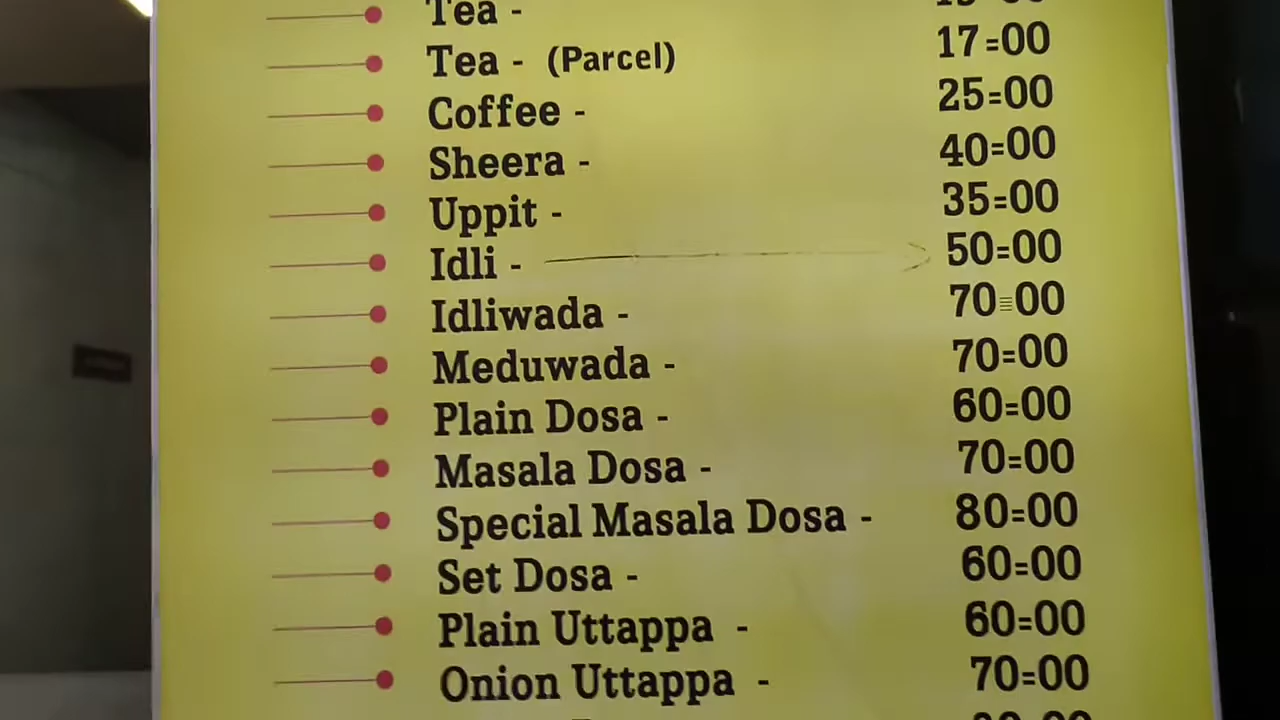 Tea -
Tea - (Parcel) 17=00
Coffee - 25=00
Sheera - 40=00
Uppit - 35=00
Idli - 50=00
Idliwada - 70=00
Meduwada - 70=00
Plain Dosa - 60=00
Masala Dosa - 70=00
Special Masala Dosa - 80=00
Set Dosa - 60=00
Plain Uttappa - 60=00
Onion Uttappa - 70=00